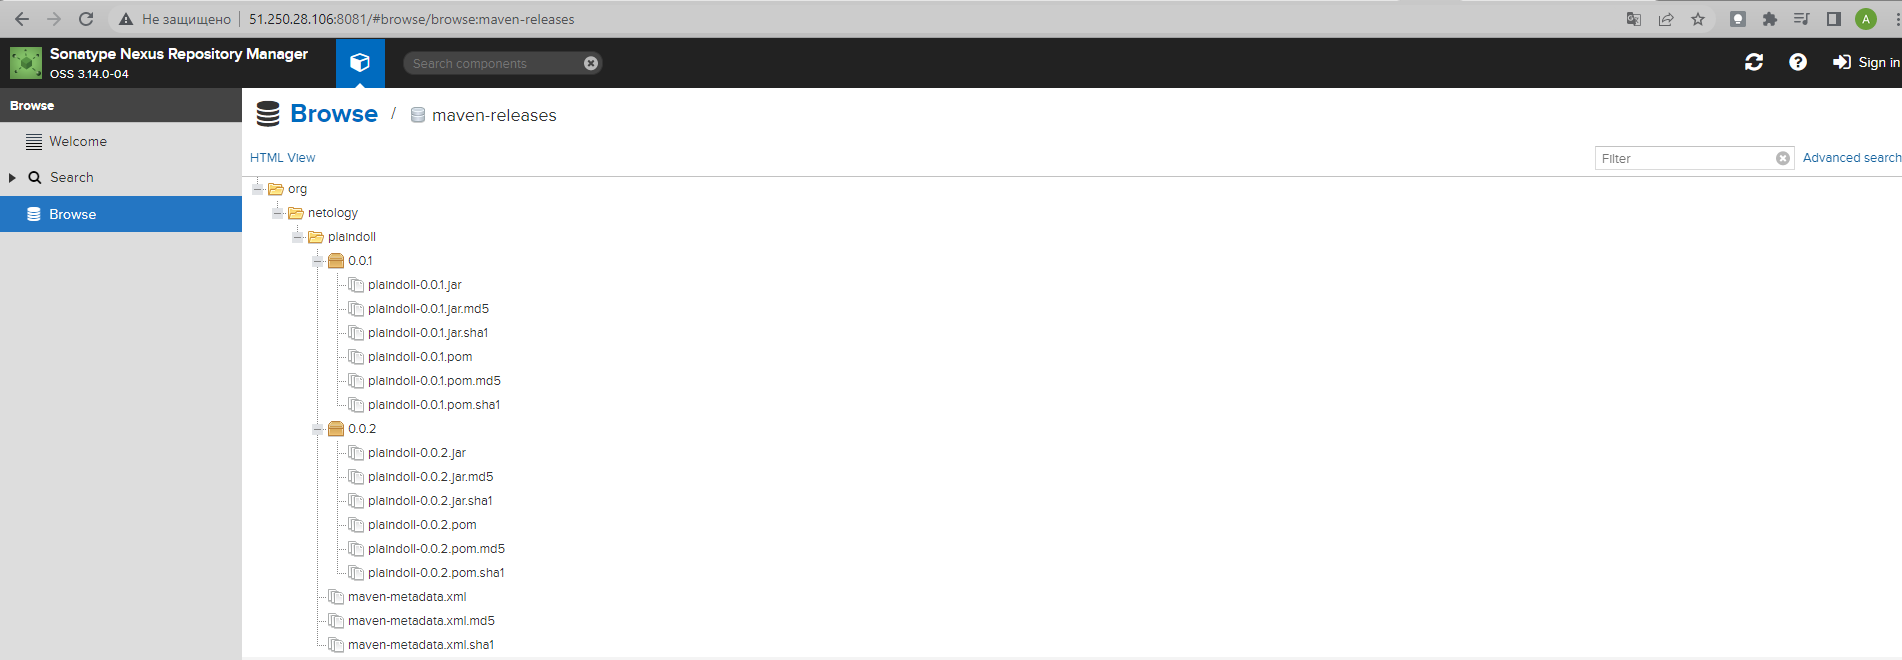 Не защищено 51.250.28.106:8081/#browse/browse:maven-releases
A
Sonatype Nexus Repository Manager
OSS 3.14.0-04
Search components
Sign in
Browse
Welcome
Search
Browse
Browse / maven-releases
HTML View
Filter
Advanced search
org
netology
plaindoll
0.0.1
plaindoll-0.0.1.jar
plaindoll-0.0.1.jar.md5
plaindoll-0.0.1.jar.sha1
plaindoll-0.0.1.pom
plaindoll-0.0.1.pom.md5
plaindoll-0.0.1.pom.sha1
0.0.2
plaindoll-0.0.2.jar
plaindoll-0.0.2.jar.md5
plaindoll-0.0.2.jar.sha1
plaindoll-0.0.2.pom
plaindoll-0.0.2.pom.md5
plaindoll-0.0.2.pom.sha1
maven-metadata.xml
maven-metadata.xml.md5
maven-metadata.xml.sha1